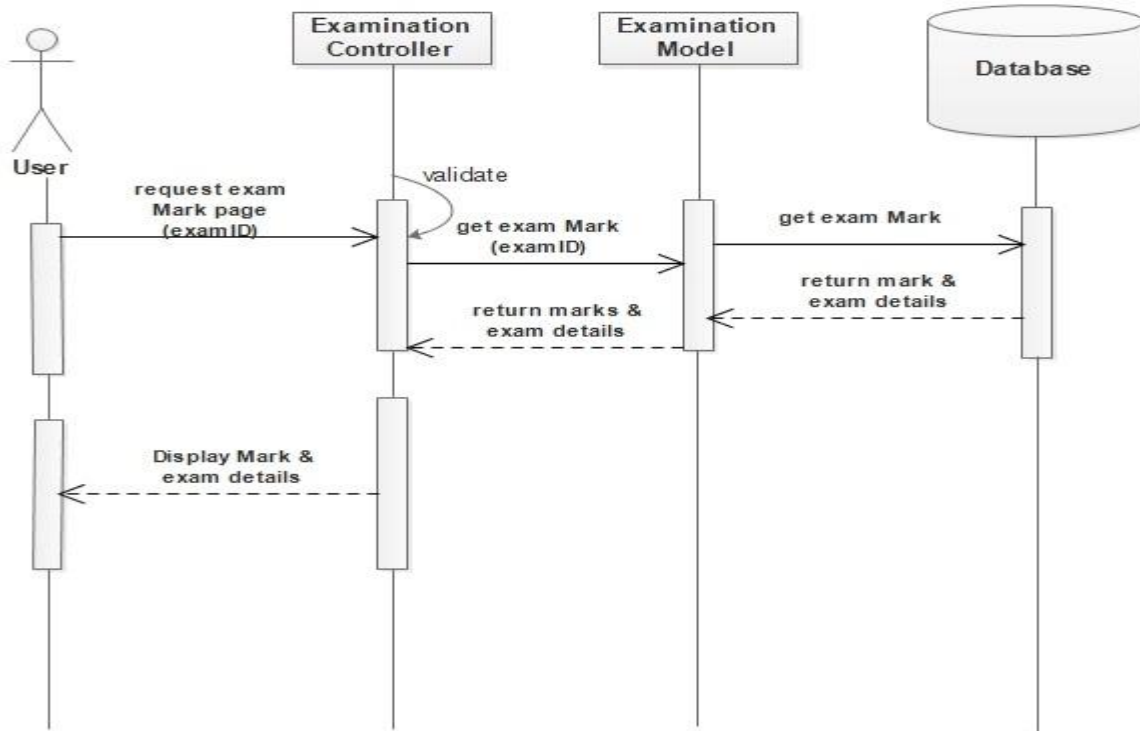 Examination
Controller
Examination
Model
Database
User
validate
request exam
Mark page
(examID)
get exam Mark
(examID)
get exam Mark
return mark &
exam details
return marks &
exam details
Display Mark &
exam details